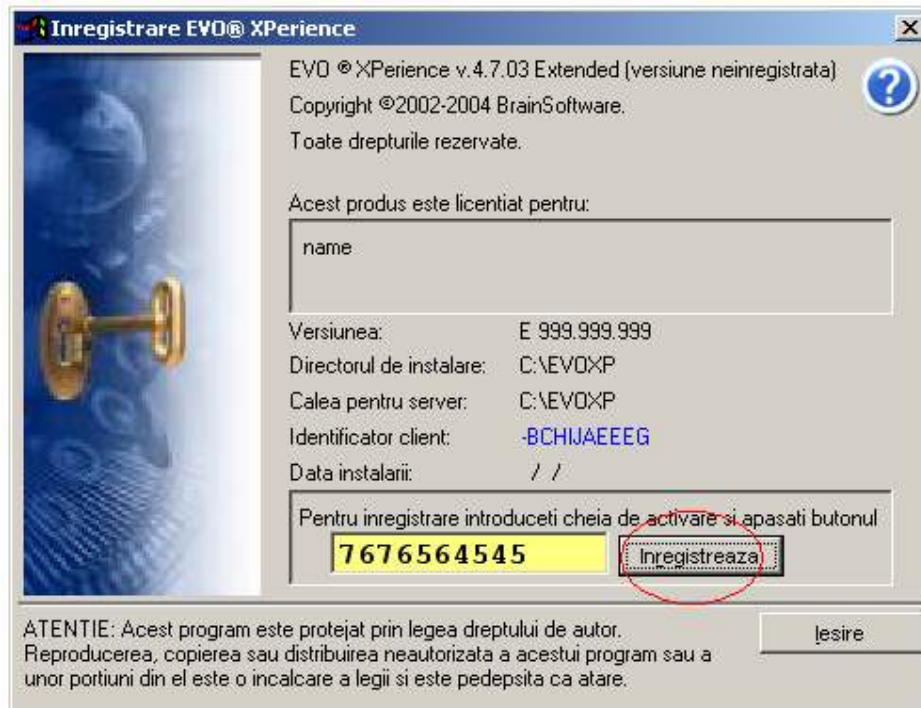 Inregistrare EVO® XPerience
EVO ® XPerience v.4.7.03 Extended (versiune neinregistrata)
Copyright ©2002-2004 BrainSoftware.
Toate drepturile rezervate.
Acest produs este licentiat pentru:
name
Versiunea: E 999.999.999
Directorul de instalare: C:\EVOXP
Calea pentru server: C:\EVOXP
Identificator client: -BCHIJAEEEG
Data instalarii: / /
Pentru inregistrare introduceti cheia de activare si apasati butonul
7676564545 Inregistreaza
ATENTIE: Acest program este protejat prin legea dreptului de autor.
Reproducerea, copierea sau distribuirea neautorizata a acestui program sau a
unor portiuni din el este o incalcare a legii si este pedepsita ca atare.
Iesire